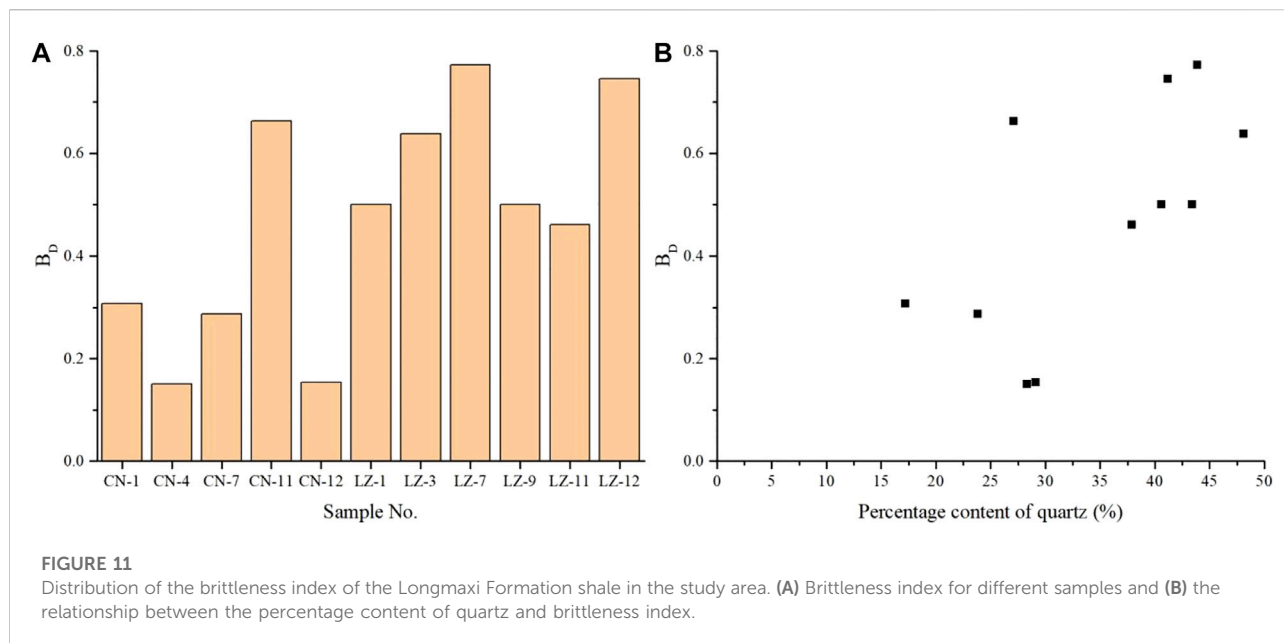 A
0.8
0.6
0.4
0.2
0.0
B_D
CN-1 CN-4 CN-7 CN-11 CN-12 LZ-1 LZ-3 LZ-7 LZ-9 LZ-11 LZ-12
Sample No.
B
0.8
0.6
0.4
0.2
0.0
B_D
0 5 10 15 20 25 30 35 40 45 50
Percentage content of quartz (%)
FIGURE 11
Distribution of the brittleness index of the Longmaxi Formation shale in the study area. (A) Brittleness index for different samples and (B) the
relationship between the percentage content of quartz and brittleness index.